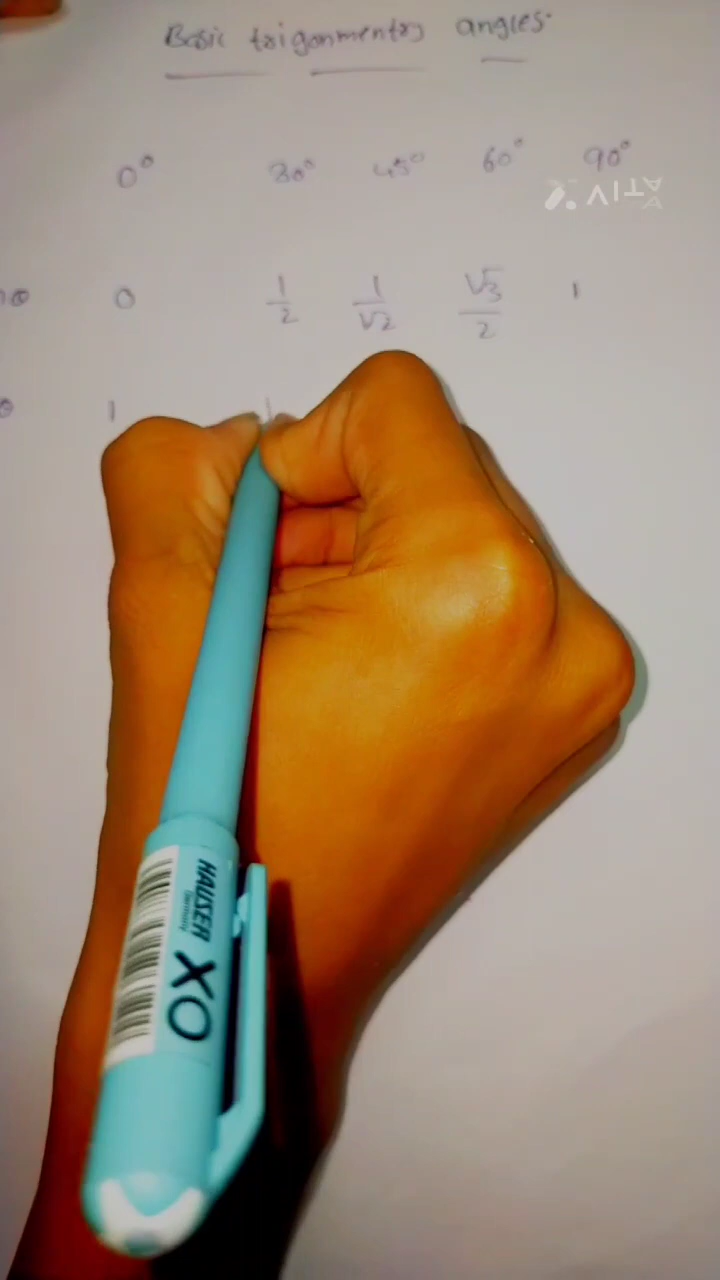 Basic trigonmentry angles.
0° 30° 45° 60° 90°
VITA
0 1/2 1/√2 √3/2 1
1
HAUSER
XO